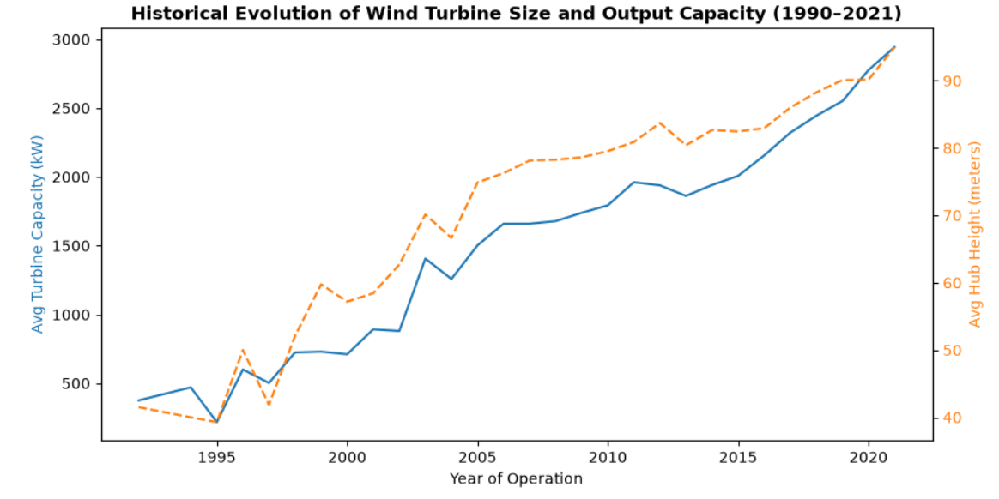 Historical Evolution of Wind Turbine Size and Output Capacity (1990–2021)
Avg Turbine Capacity (kW)
3000
2500
2000
1500
1000
500
90
80
70
60
50
40
Avg Hub Height (meters)
1995 2000 2005 2010 2015 2020
Year of Operation